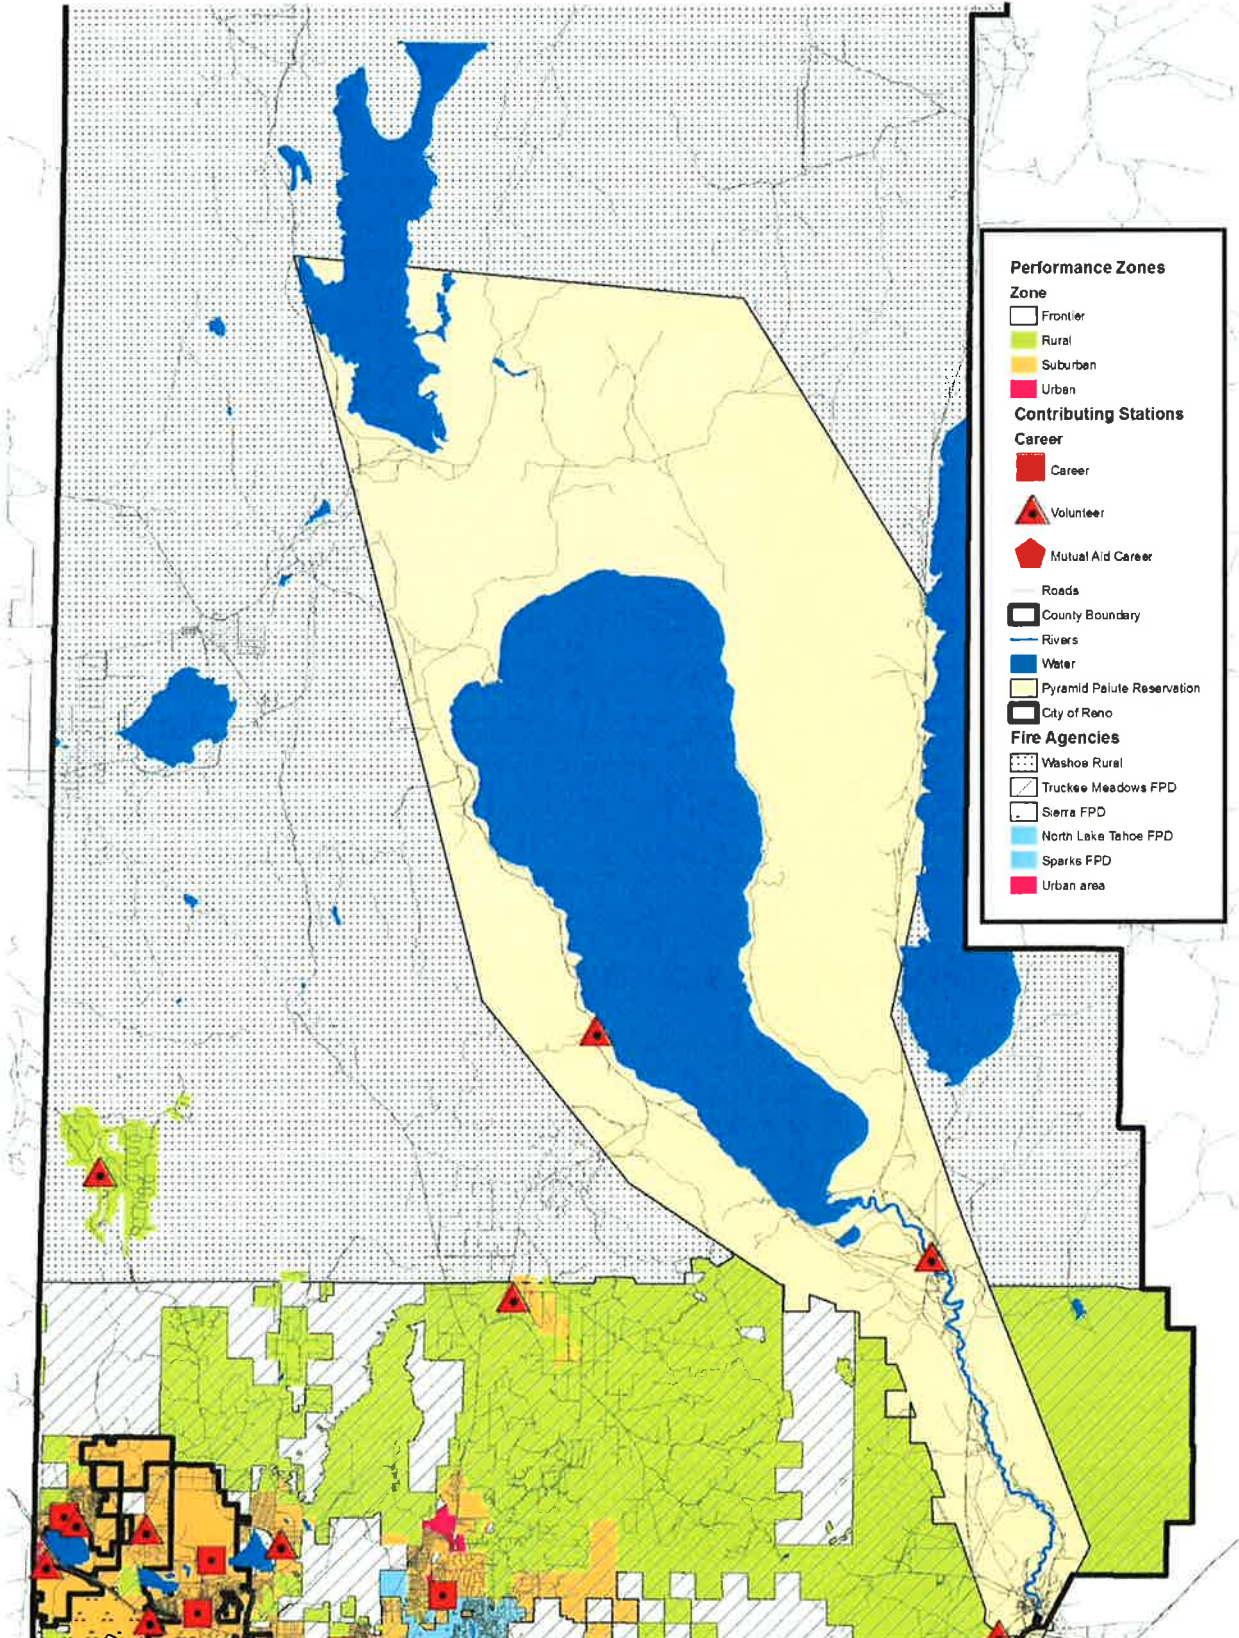 Performance Zones
Zone
Frontier
Rural
Suburban
Urban
Contributing Stations
Career
Career
Volunteer
Mutual Aid Career
Roads
County Boundary
Rivers
Water
Pyramid Paiute Reservation
City of Reno
Fire Agencies
Washoe Rural
Truckee Meadows FPD
Sierra FPD
North Lake Tahoe FPD
Sparks FPD
Urban area